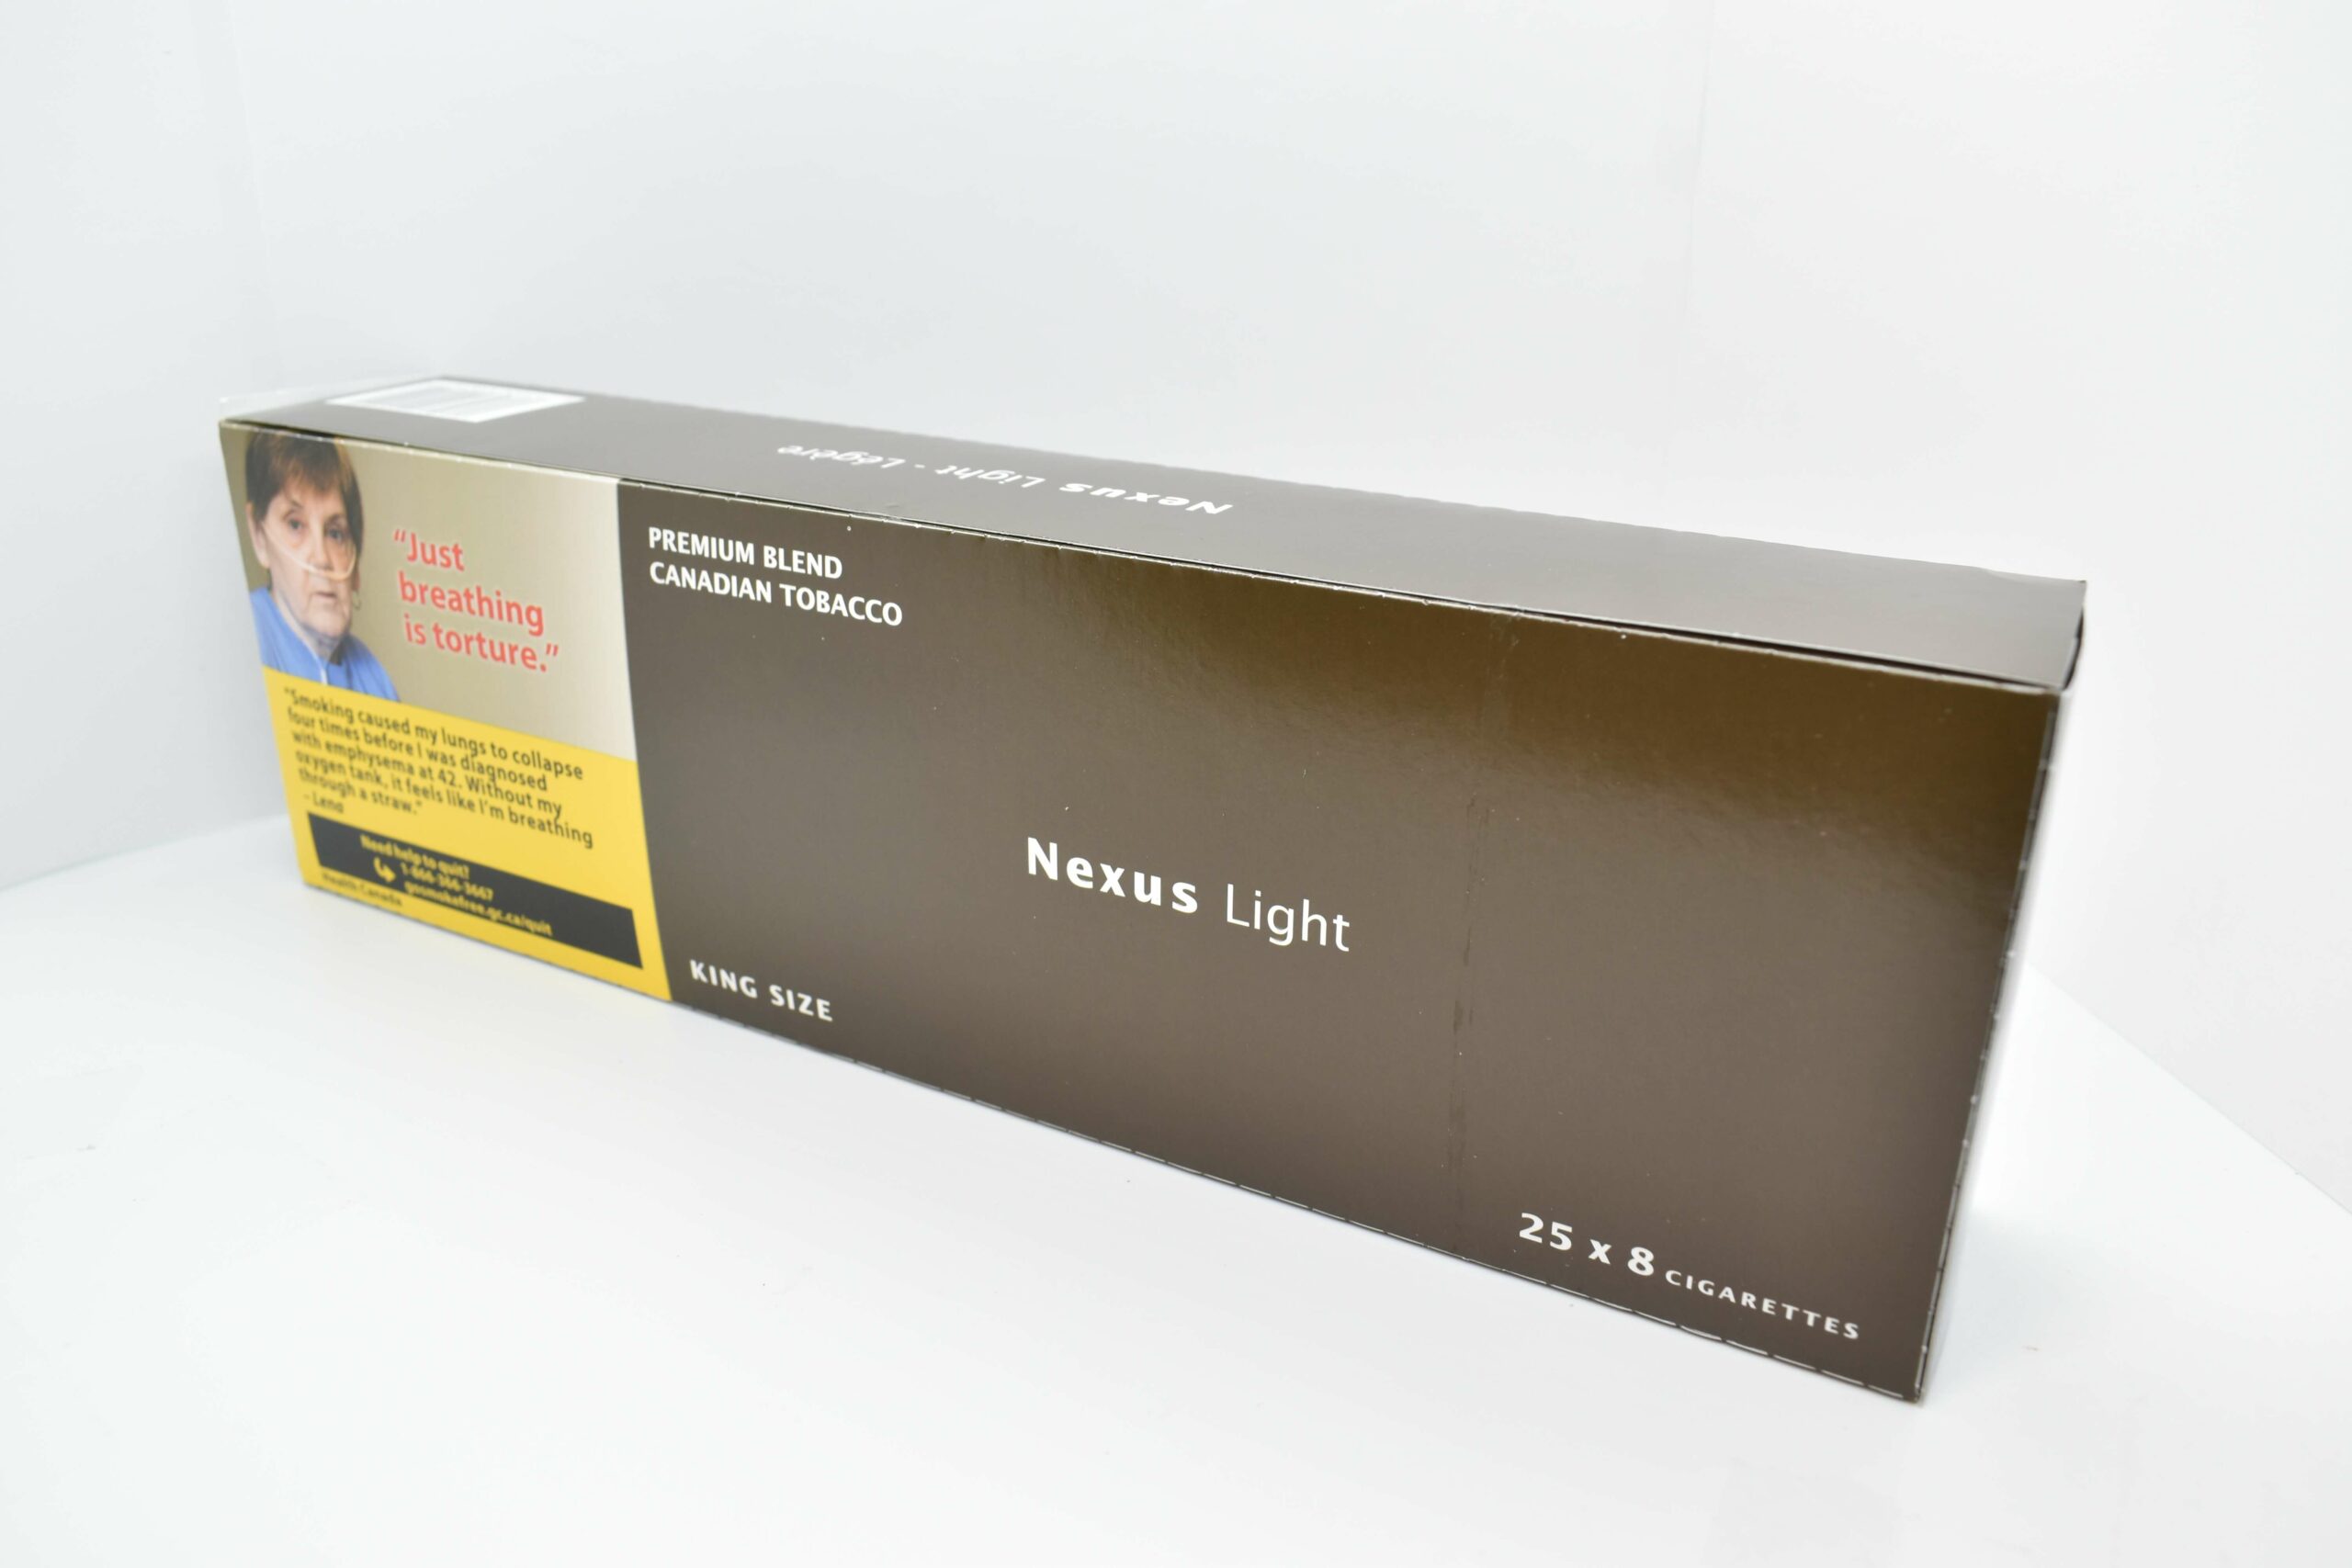 Nexus Light - Légère
"Just
breathing
is torture."
"Smoking caused my lungs to collapse
four times before I was diagnosed
with emphysema at 42. Without my
oxygen tank, it feels like I'm breathing
through a straw."
- Lena
Need help to quit?
1-866-366-3667
gosmokefree.gc.ca/quit
Health Canada
PREMIUM BLEND
CANADIAN TOBACCO
Nexus Light
KING SIZE
25 x 8 CIGARETTES